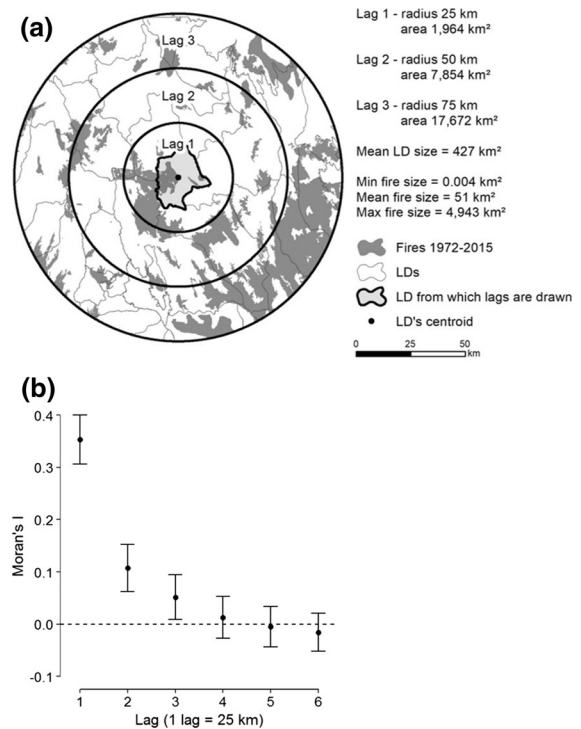 (a)
Lag 3
Lag 2
Lag 1
Lag 1 - radius 25 km
area 1,964 km²
Lag 2 - radius 50 km
area 7,854 km²
Lag 3 - radius 75 km
area 17,672 km²
Mean LD size = 427 km²
Min fire size = 0.004 km²
Mean fire size = 51 km²
Max fire size = 4,943 km²
Fires 1972-2015
LDs
LD from which lags are drawn
LD's centroid
0 25 50
km
(b)
0.4
0.3
0.2
0.1
0.0
-0.1
Moran's I
1 2 3 4 5 6
Lag (1 lag = 25 km)